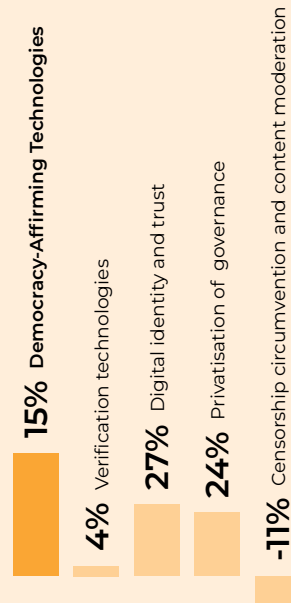 15% Democracy-Affirming Technologies
4% Verification technologies
27% Digital identity and trust
24% Privatisation of governance
-11% Censorship circumvention and content moderation